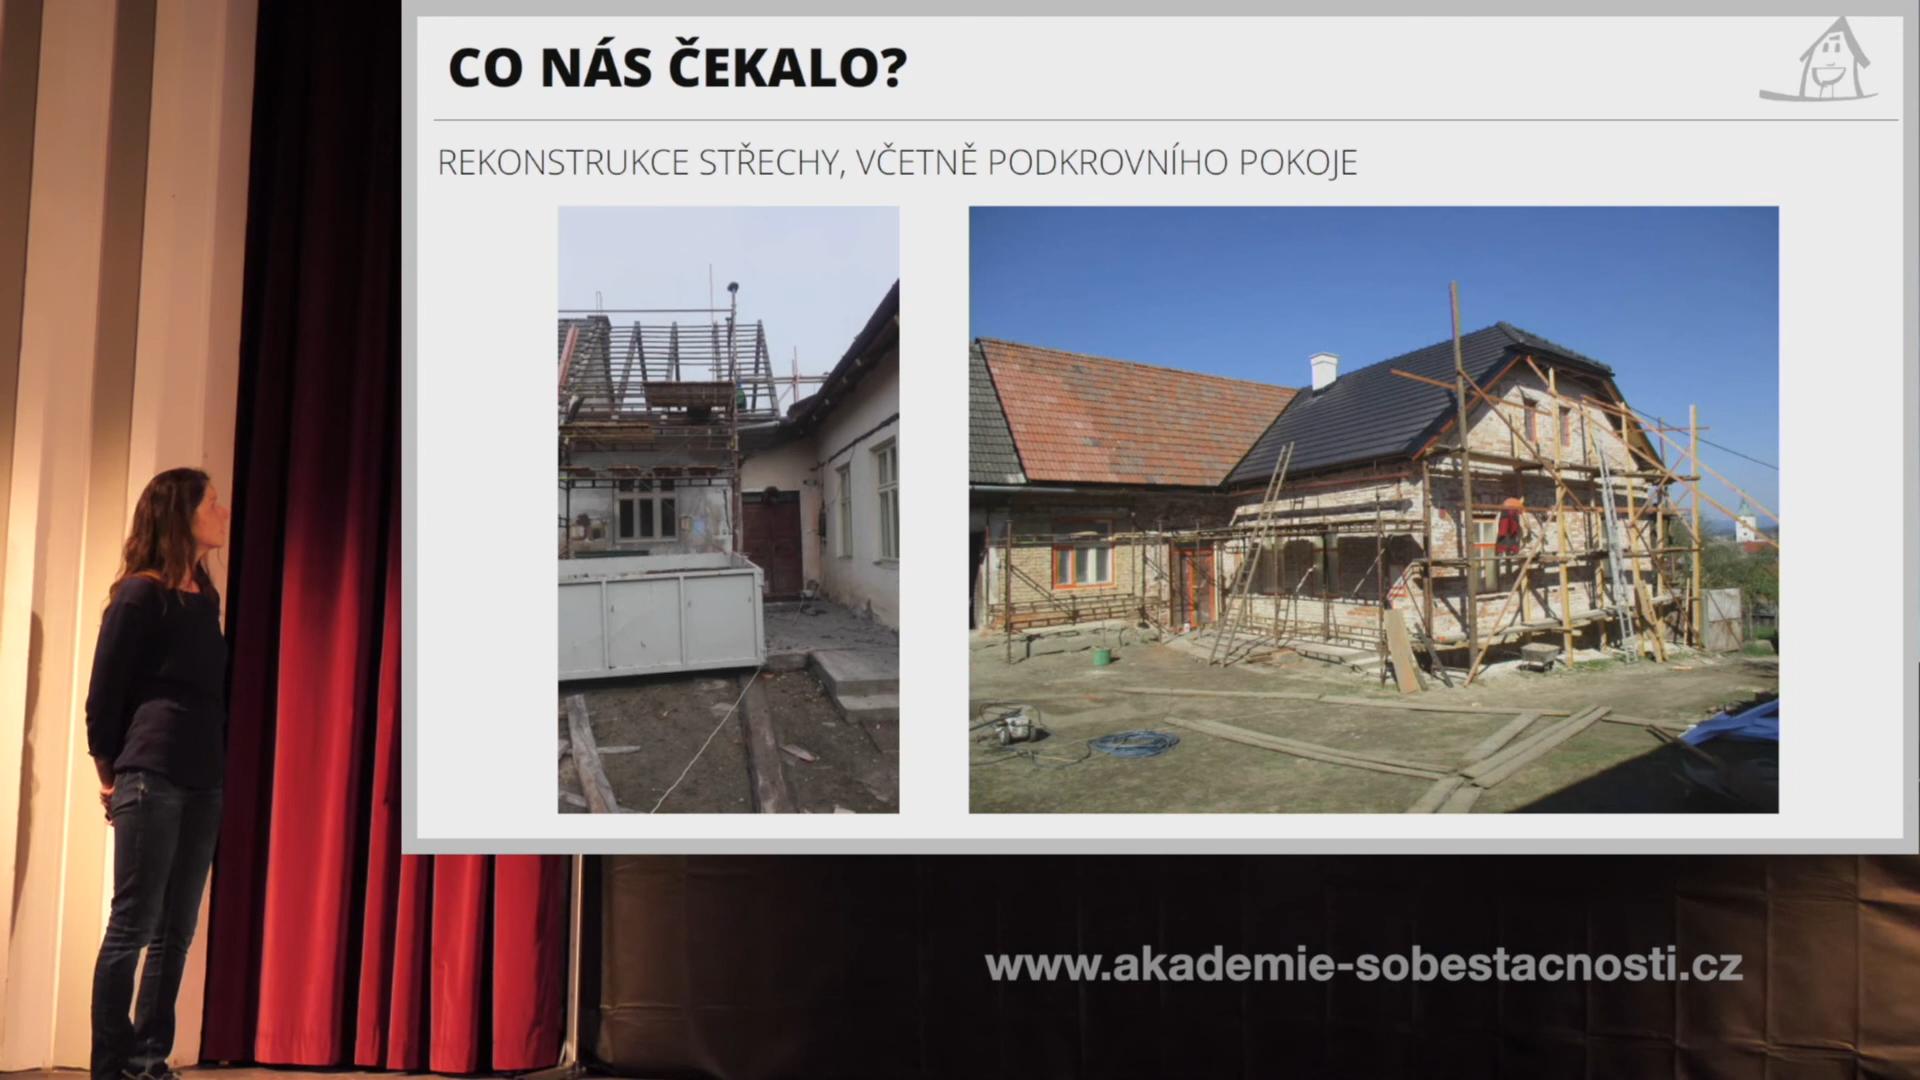 CO NÁS ČEKALO?
REKONSTRUKCE STŘECHY, VČETNĚ PODKROVNÍHO POKOJE
www.akademie-sobestacnosti.cz